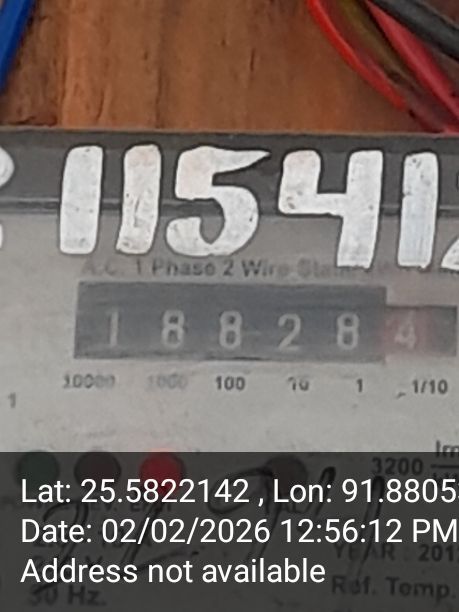 11541
A.C. 1 Phase 2 Wire
1 8 8 2 8 4
10000 1000 100 10 1 1/10
1
3200
Lat: 25.5822142 , Lon: 91.8805
Date: 02/02/2026 12:56:12 PM
YEAR : 201
Address not available
50 Hz.
Ref. Temp.